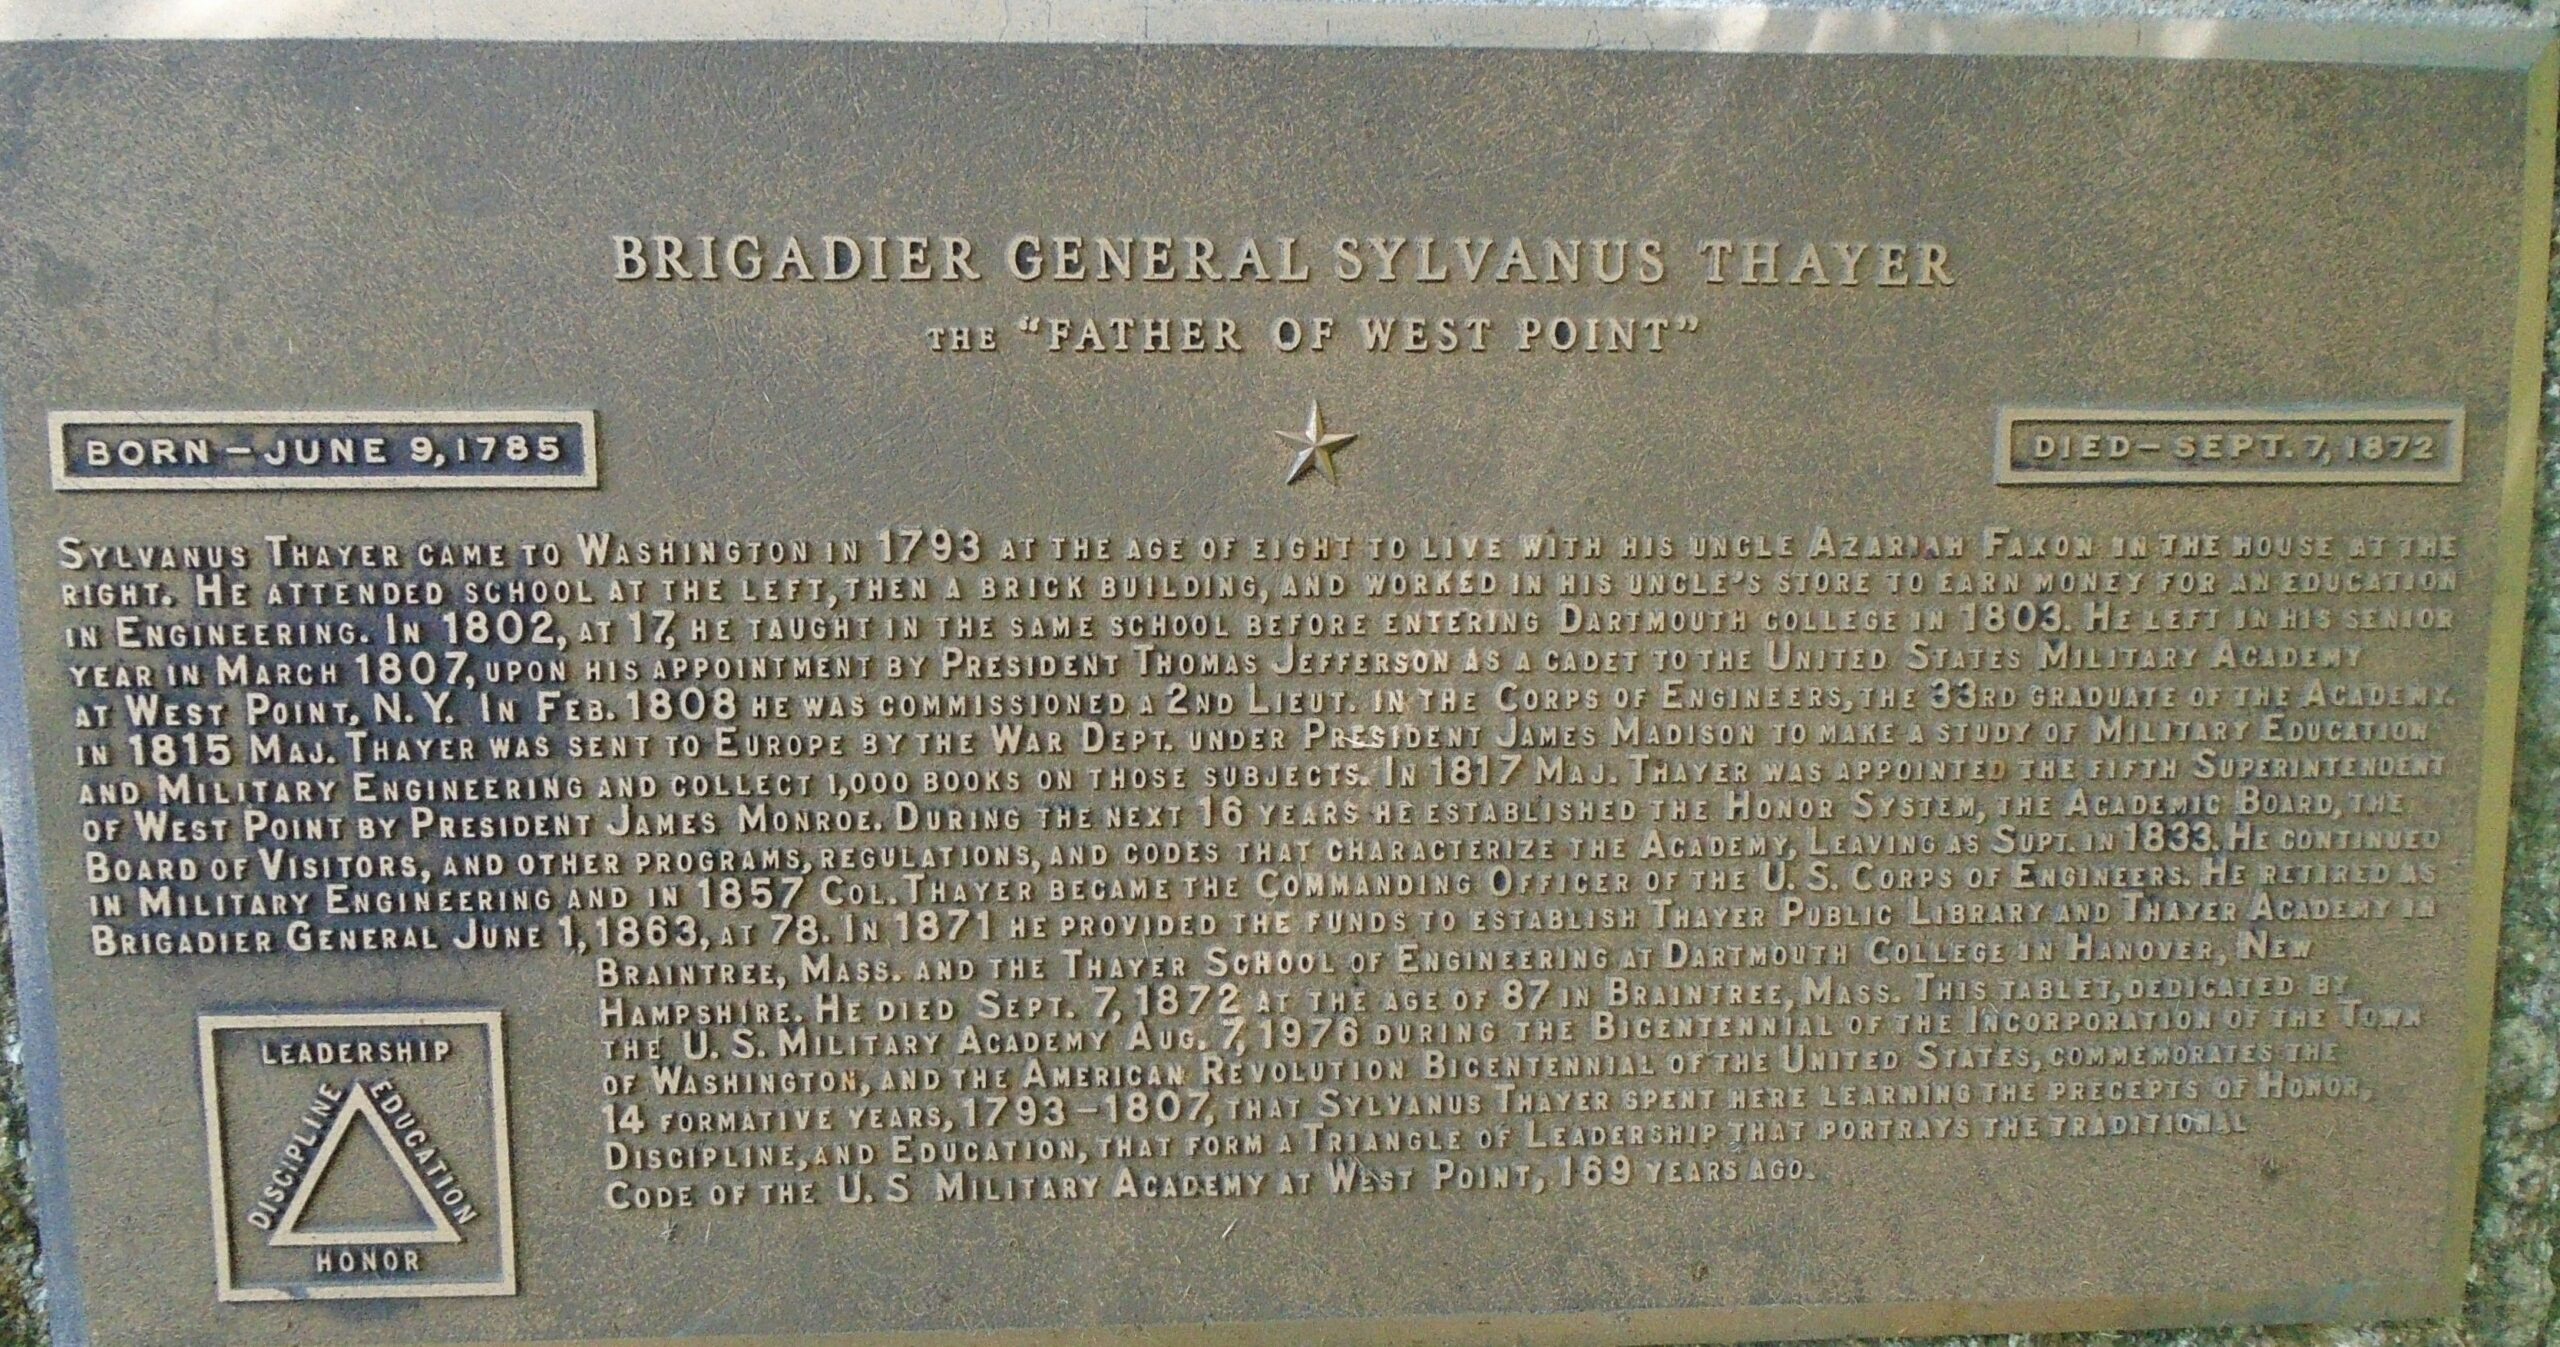 BRIGADIER GENERAL SYLVANUS THAYER
THE "FATHER OF WEST POINT"
BORN – JUNE 9, 1785
DIED – SEPT. 7, 1872
SYLVANUS THAYER CAME TO WASHINGTON IN 1793 AT THE AGE OF EIGHT TO LIVE WITH HIS UNCLE AZARIAH FAXON IN THE HOUSE AT THE
RIGHT. HE ATTENDED SCHOOL AT THE LEFT, THEN A BRICK BUILDING, AND WORKED IN HIS UNCLE'S STORE TO EARN MONEY FOR AN EDUCATION
IN ENGINEERING. IN 1802, AT 17, HE TAUGHT IN THE SAME SCHOOL BEFORE ENTERING DARTMOUTH COLLEGE IN 1803. HE LEFT IN HIS SENIOR
YEAR IN MARCH 1807, UPON HIS APPOINTMENT BY PRESIDENT THOMAS JEFFERSON AS A CADET TO THE UNITED STATES MILITARY ACADEMY
AT WEST POINT, N.Y. IN FEB. 1808 HE WAS COMMISSIONED A 2ND LIEUT. IN THE CORPS OF ENGINEERS, THE 33RD GRADUATE OF THE ACADEMY.
IN 1815 MAJ. THAYER WAS SENT TO EUROPE BY THE WAR DEPT. UNDER PRESIDENT JAMES MADISON TO MAKE A STUDY OF MILITARY EDUCATION
AND MILITARY ENGINEERING AND COLLECT 1,000 BOOKS ON THOSE SUBJECTS. IN 1817 MAJ. THAYER WAS APPOINTED THE FIFTH SUPERINTENDENT
OF WEST POINT BY PRESIDENT JAMES MONROE. DURING THE NEXT 16 YEARS HE ESTABLISHED THE HONOR SYSTEM, THE ACADEMIC BOARD, THE
BOARD OF VISITORS, AND OTHER PROGRAMS, REGULATIONS, AND CODES THAT CHARACTERIZE THE ACADEMY, LEAVING AS SUPT. IN 1833. HE CONTINUED
IN MILITARY ENGINEERING AND IN 1857 COL. THAYER BECAME THE COMMANDING OFFICER OF THE U.S. CORPS OF ENGINEERS. HE RETIRED AS
BRIGADIER GENERAL JUNE 1, 1863, AT 78. IN 1871 HE PROVIDED THE FUNDS TO ESTABLISH THAYER PUBLIC LIBRARY AND THAYER ACADEMY IN
BRAINTREE, MASS. AND THE THAYER SCHOOL OF ENGINEERING AT DARTMOUTH COLLEGE IN HANOVER, NEW
HAMPSHIRE. HE DIED SEPT. 7, 1872 AT THE AGE OF 87 IN BRAINTREE, MASS. THIS TABLET, DEDICATED BY
THE U.S. MILITARY ACADEMY AUG. 7, 1976 DURING THE BICENTENNIAL OF THE INCORPORATION OF THE TOWN
OF WASHINGTON, AND THE AMERICAN REVOLUTION BICENTENNIAL OF THE UNITED STATES, COMMEMORATES THE
14 FORMATIVE YEARS, 1793–1807, THAT SYLVANUS THAYER SPENT HERE LEARNING THE PRECEPTS OF HONOR,
DISCIPLINE, AND EDUCATION, THAT FORM A TRIANGLE OF LEADERSHIP THAT PORTRAYS THE TRADITIONAL
CODE OF THE U.S MILITARY ACADEMY AT WEST POINT, 169 YEARS AGO.
LEADERSHIP
DISCIPLINE
EDUCATION
HONOR